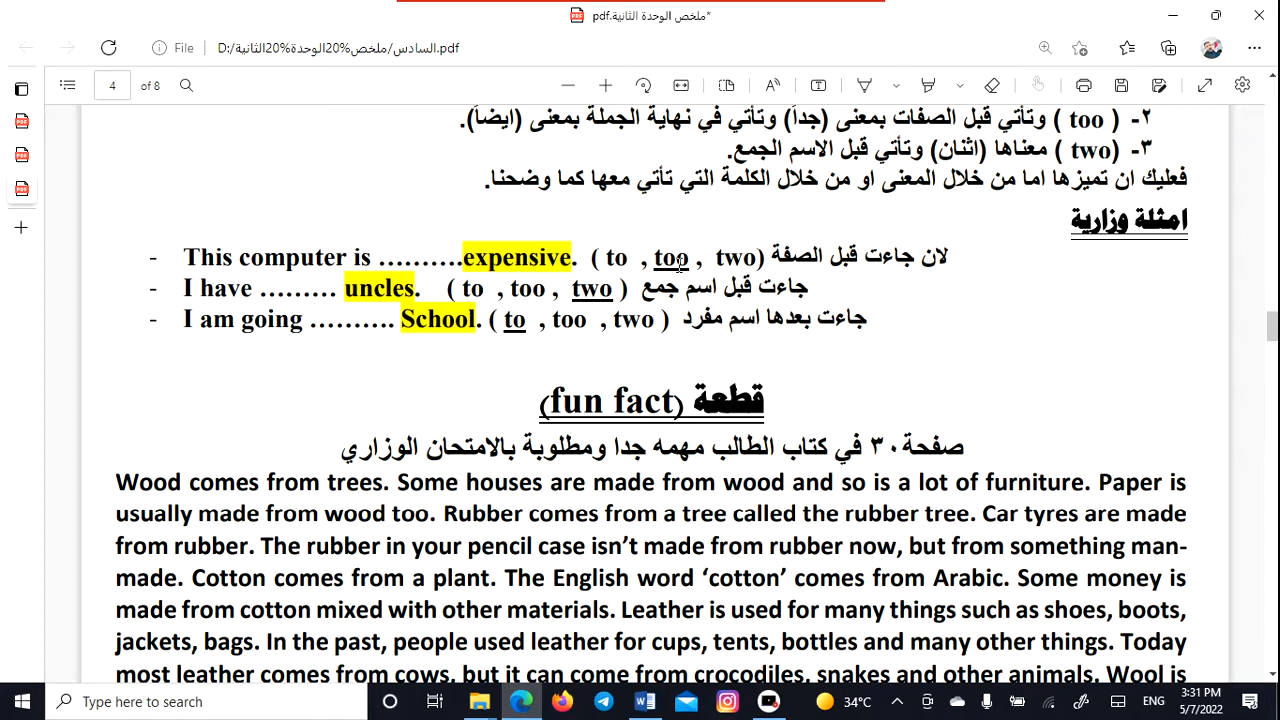 *ملخص الوحدة الثانية.pdf
File D:/السادس/ملخص%20الوحدة%20الثانية.pdf
4 of 8
٢- ( too ) وتأتي قبل الصفات بمعنى (جداً) وتأتي في نهاية الجملة بمعنى (ايضاً).
٣- (two ) معناها (اثنان) وتأتي قبل الاسم الجمع.
فعليك ان تميزها اما من خلال المعنى او من خلال الكلمة التي تأتي معها كما وضحنا.
امثلة وزارية
- This computer is ……….expensive. ( to , too , two) لان جاءت قبل الصفة
- I have ……… uncles. ( to , too , two ) جاءت قبل اسم جمع
- I am going ………. School. ( to , too , two ) جاءت بعدها اسم مفرد
قطعة (fun fact)
صفحة٣٠ في كتاب الطالب مهمه جدا ومطلوبة بالامتحان الوزاري
Wood comes from trees. Some houses are made from wood and so is a lot of furniture. Paper is
usually made from wood too. Rubber comes from a tree called the rubber tree. Car tyres are made
from rubber. The rubber in your pencil case isn’t made from rubber now, but from something man-
made. Cotton comes from a plant. The English word ‘cotton’ comes from Arabic. Some money is
made from cotton mixed with other materials. Leather is used for many things such as shoes, boots,
jackets, bags. In the past, people used leather for cups, tents, bottles and many other things. Today
most leather comes from cows, but it can come from crocodiles, snakes and other animals. Wool is
Type here to search
34°C ENG 3:31 PM
5/7/2022